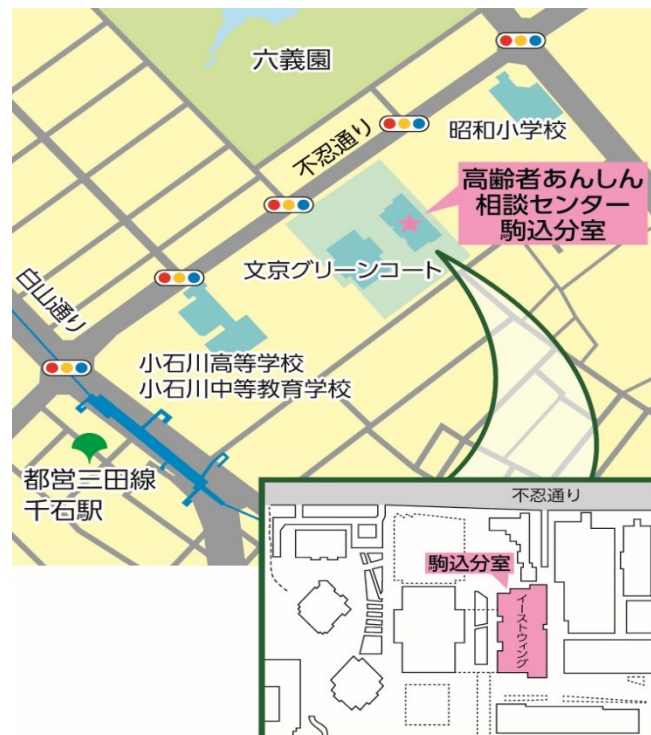 六義園
不忍通り
昭和小学校
高齢者あんしん
相談センター
駒込分室
文京グリーンコート
白山通り
小石川高等学校
小石川中等教育学校
都営三田線
千石駅
不忍通り
駒込分室
イーストウィング